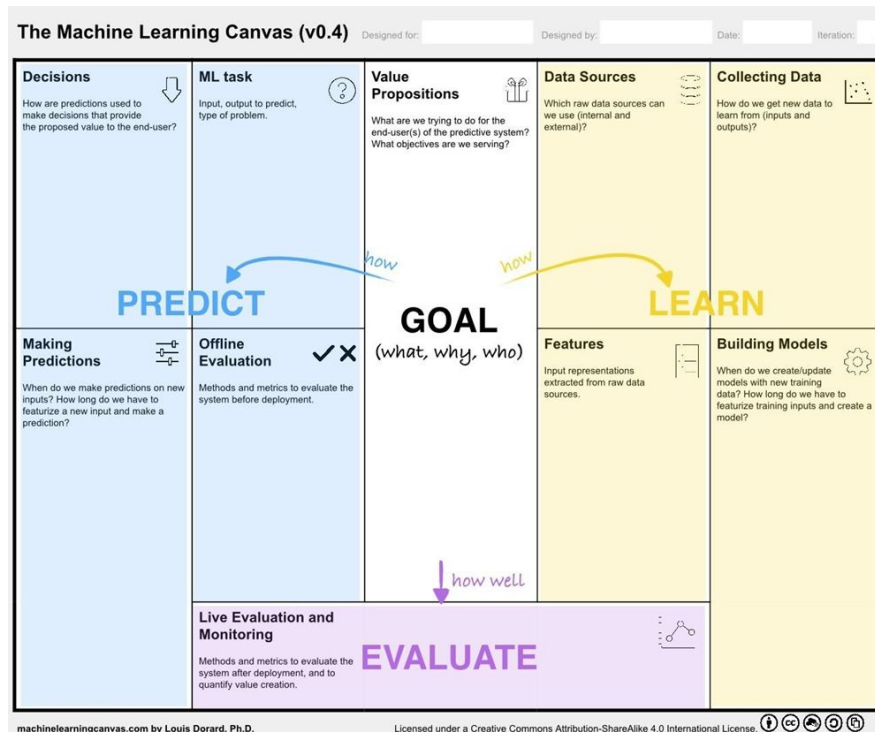 The Machine Learning Canvas (v0.4)
Designed for:
Designed by:
Date:
Iteration:
Decisions
How are predictions used to
make decisions that provide
the proposed value to the end-user?
ML task
Input, output to predict,
type of problem.
Value
Propositions
What are we trying to do for the
end-user(s) of the predictive system?
What objectives are we serving?
Data Sources
Which raw data sources can
we use (internal and
external)?
Collecting Data
How do we get new data to
learn from (inputs and
outputs)?
how
how
PREDICT
GOAL
(what, why, who)
LEARN
Making
Predictions
When do we make predictions on new
inputs? How long do we have to
featurize a new input and make a
prediction?
Offline
Evaluation
Methods and metrics to evaluate the
system before deployment.
Features
Input representations
extracted from raw data
sources.
Building Models
When do we create/update
models with new training
data? How long do we have to
featurize training inputs and create a
model?
how well
Live Evaluation and
Monitoring
Methods and metrics to evaluate the
system after deployment, and to
quantify value creation.
EVALUATE
machinelearningcanvas.com by Louis Dorard, Ph.D.
Licensed under a Creative Commons Attribution-ShareAlike 4.0 International License.